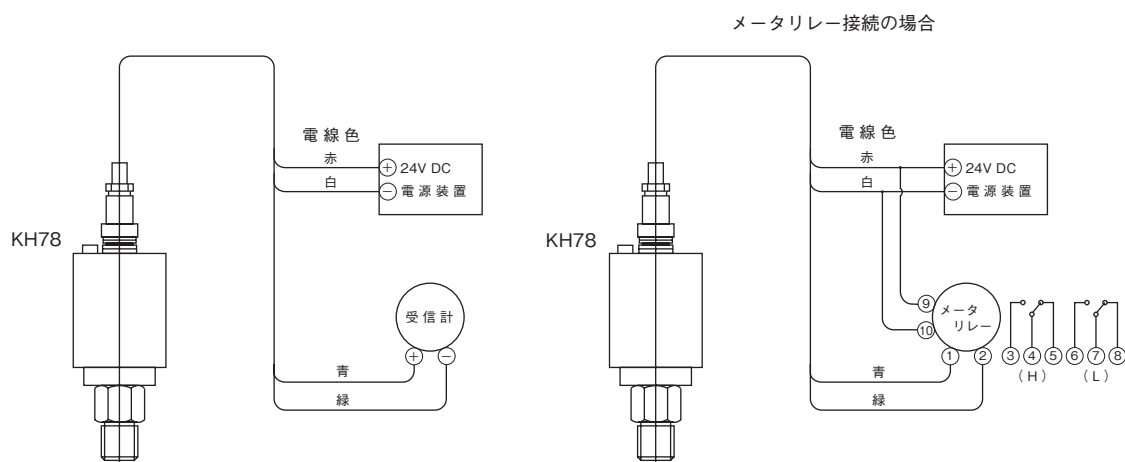 電線色
赤
⊕ 24V DC
白
⊖ 電源装置
KH78
受信計
⊕ ⊖
青
緑
メータリレー接続の場合
電線色
赤
⊕ 24V DC
白
⊖ 電源装置
KH78
⑨ メータ
⑩ リレー
① ②
③ ④ ⑤ ⑥ ⑦ ⑧
(H) (L)
青
緑